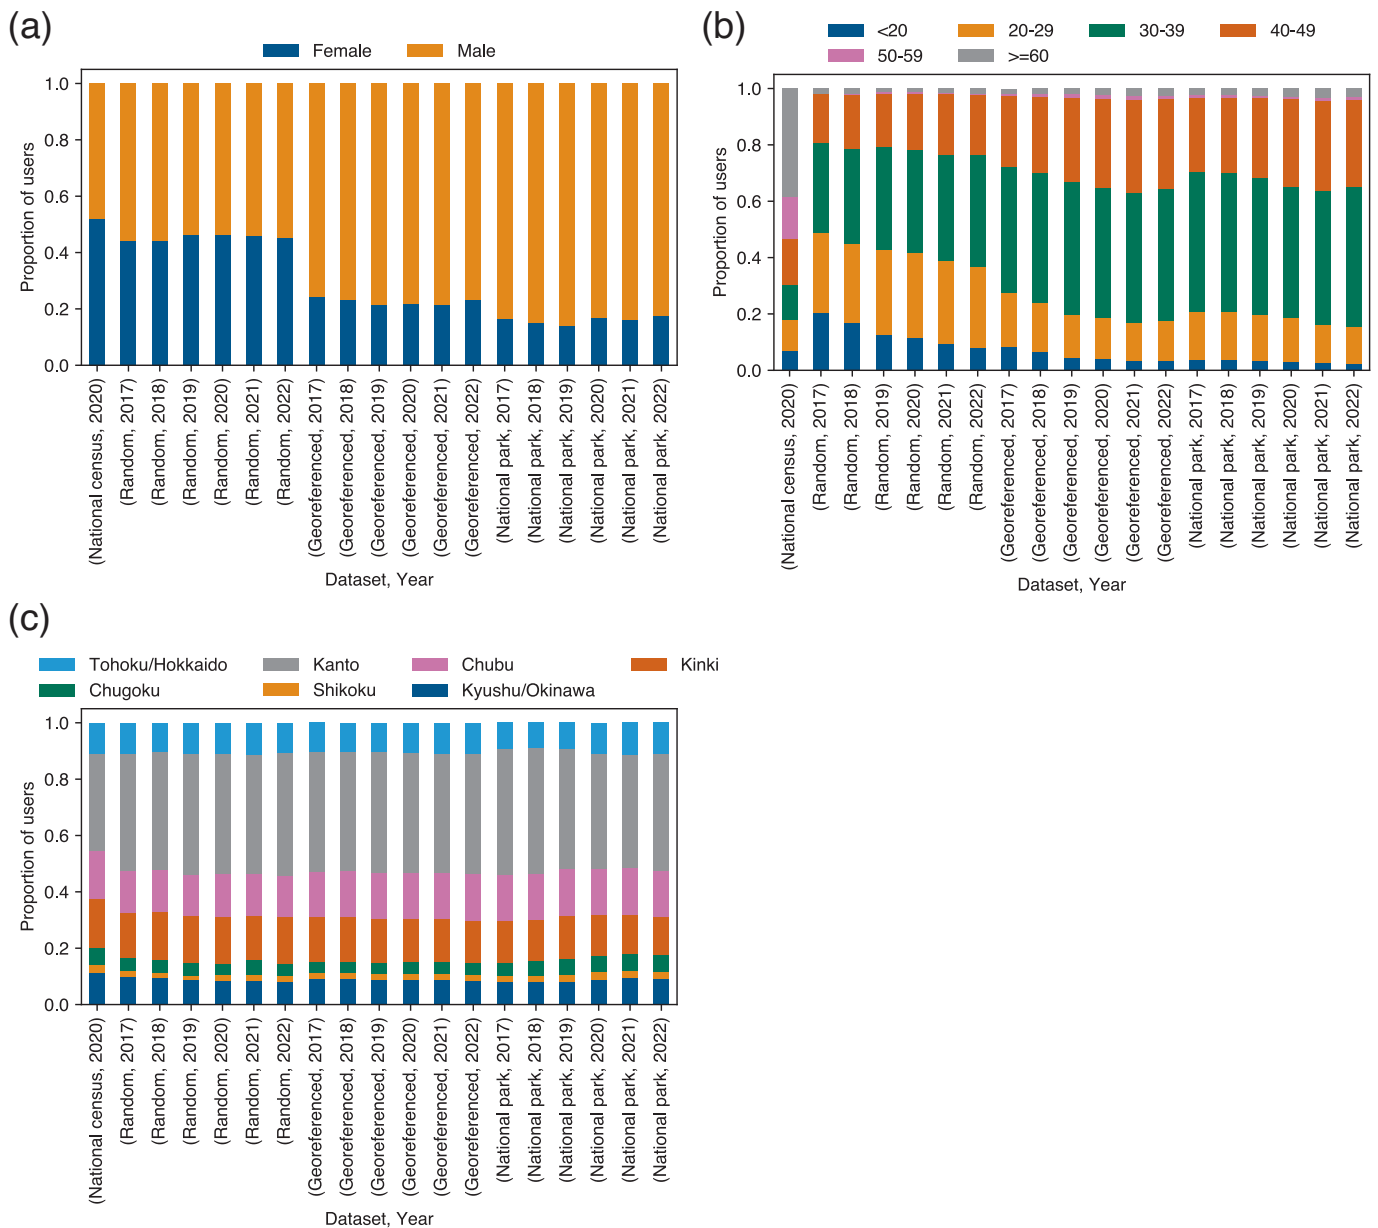 (a)
Female Male
1.0
0.8
0.6
0.4
0.2
0.0
Proportion of users
(National census, 2020)
(Random, 2017)
(Random, 2018)
(Random, 2019)
(Random, 2020)
(Random, 2021)
(Random, 2022)
(Georeferenced, 2017)
(Georeferenced, 2018)
(Georeferenced, 2019)
(Georeferenced, 2020)
(Georeferenced, 2021)
(Georeferenced, 2022)
(National park, 2017)
(National park, 2018)
(National park, 2019)
(National park, 2020)
(National park, 2021)
(National park, 2022)
Dataset, Year
(b)
<20 20-29 30-39 40-49
50-59 >=60
1.0
0.8
0.6
0.4
0.2
0.0
Proportion of users
(National census, 2020)
(Random, 2017)
(Random, 2018)
(Random, 2019)
(Random, 2020)
(Random, 2021)
(Random, 2022)
(Georeferenced, 2017)
(Georeferenced, 2018)
(Georeferenced, 2019)
(Georeferenced, 2020)
(Georeferenced, 2021)
(Georeferenced, 2022)
(National park, 2017)
(National park, 2018)
(National park, 2019)
(National park, 2020)
(National park, 2021)
(National park, 2022)
Dataset, Year
(c)
Tohoku/Hokkaido Kanto Chubu Kinki
Chugoku Shikoku Kyushu/Okinawa
1.0
0.8
0.6
0.4
0.2
0.0
Proportion of users
(National census, 2020)
(Random, 2017)
(Random, 2018)
(Random, 2019)
(Random, 2020)
(Random, 2021)
(Random, 2022)
(Georeferenced, 2017)
(Georeferenced, 2018)
(Georeferenced, 2019)
(Georeferenced, 2020)
(Georeferenced, 2021)
(Georeferenced, 2022)
(National park, 2017)
(National park, 2018)
(National park, 2019)
(National park, 2020)
(National park, 2021)
(National park, 2022)
Dataset, Year